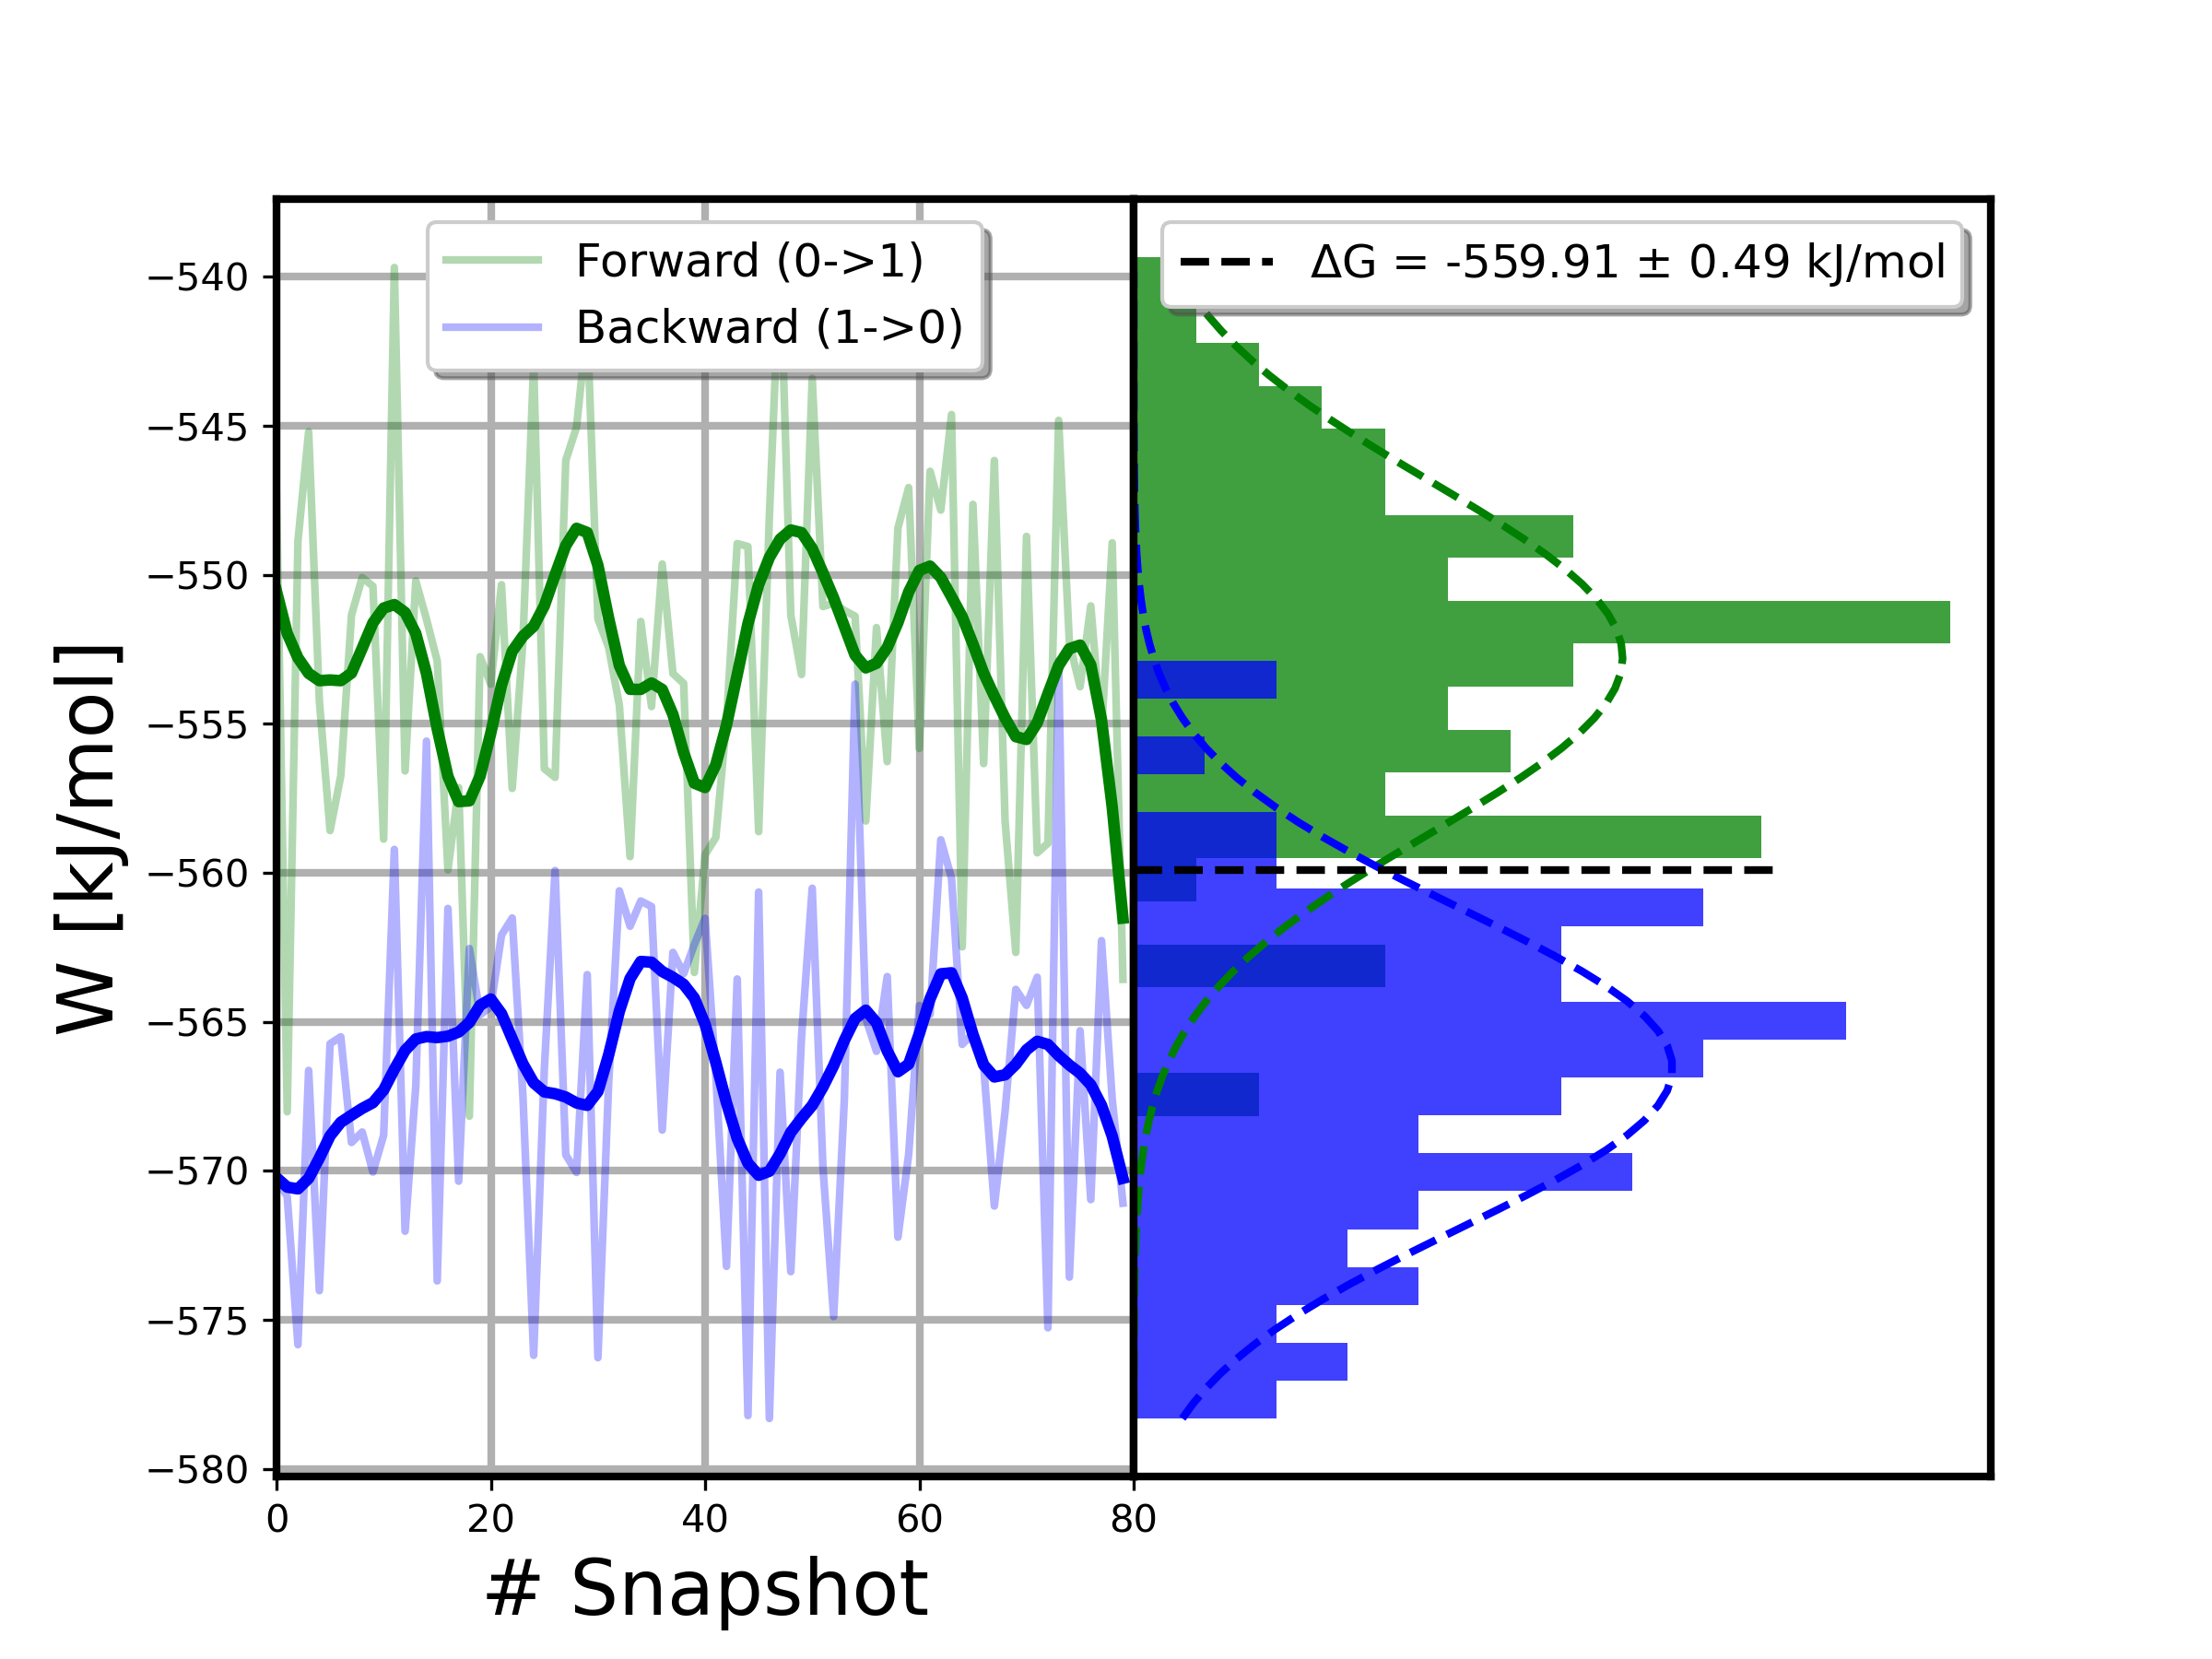 Forward (0->1)
Backward (1->0)
ΔG = -559.91 ± 0.49 kJ/mol
W [kJ/mol]
−540
−545
−550
−555
−560
−565
−570
−575
−580
0 20 40 60 80
# Snapshot